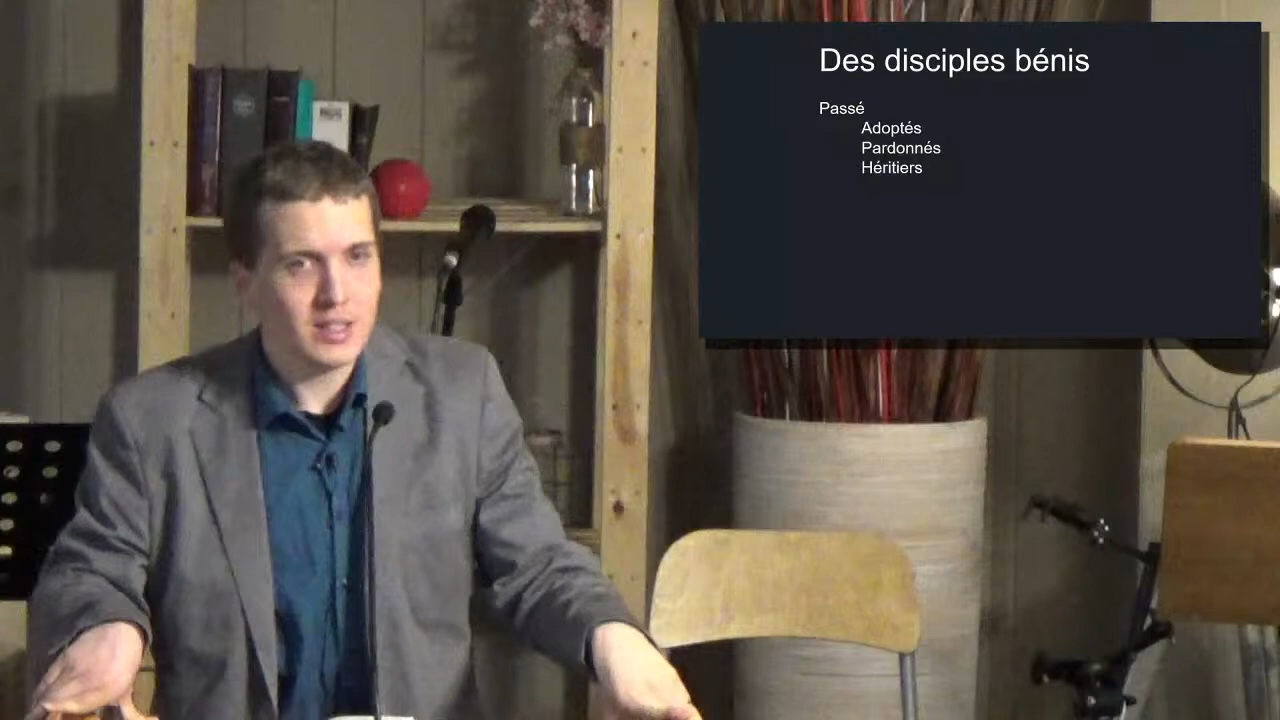 Des disciples bénis
Passé
Adoptés
Pardonnés
Héritiers